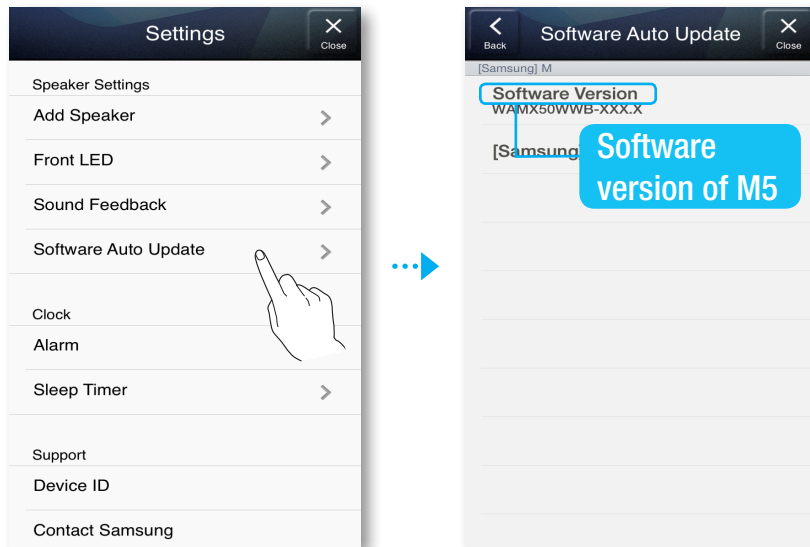 Settings
Close
Speaker Settings
Add Speaker
Front LED
Sound Feedback
Software Auto Update
Clock
Alarm
Sleep Timer
Support
Device ID
Contact Samsung
Back
Software Auto Update
Close
[Samsung] M
Software Version
WAMX50WWB-XXX.X
[Samsung
Software
version of M5